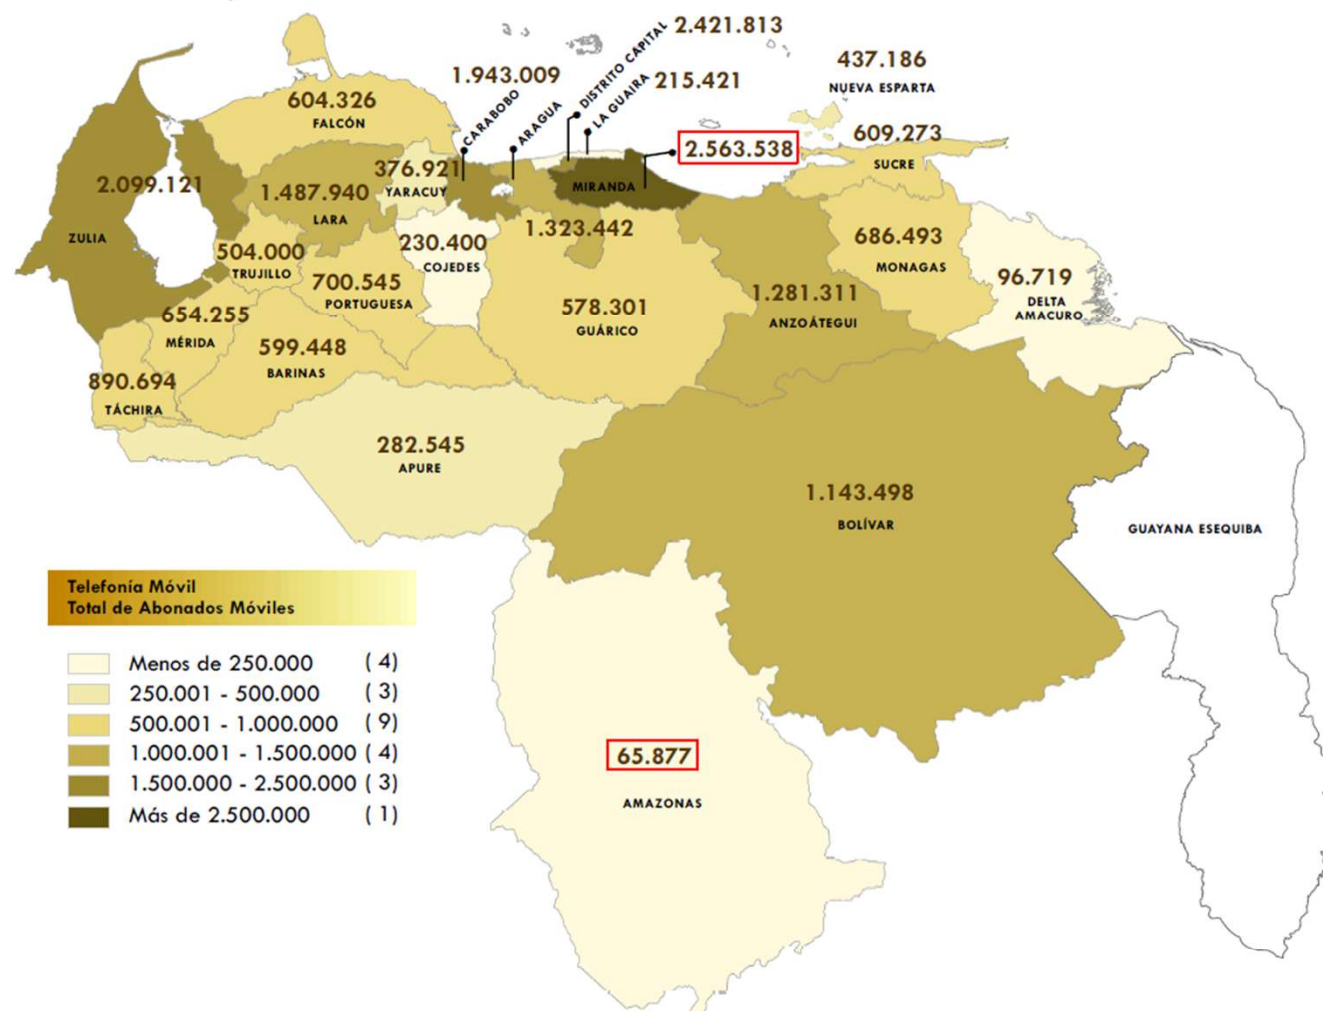 2.421.813
DISTRITO CAPITAL
437.186
NUEVA ESPARTA
1.943.009
CARABOBO
ARAGUA
LA GUAIRA
215.421
604.326
FALCÓN
2.563.538
MIRANDA
609.273
SUCRE
376.921
YARACUY
2.099.121
ZULIA
1.487.940
LARA
1.323.442
230.400
COJEDES
504.000
TRUJILLO
700.545
PORTUGUESA
686.493
MONAGAS
96.719
DELTA
AMACURO
578.301
GUÁRICO
1.281.311
ANZOÁTEGUI
654.255
MÉRIDA
599.448
BARINAS
890.694
TÁCHIRA
282.545
APURE
1.143.498
BOLÍVAR
GUAYANA ESEQUIBA
Telefonía Móvil
Total de Abonados Móviles
Menos de 250.000 ( 4)
250.001 - 500.000 ( 3)
500.001 - 1.000.000 ( 9)
1.000.001 - 1.500.000 ( 4)
1.500.000 - 2.500.000 ( 3)
Más de 2.500.000 ( 1)
65.877
AMAZONAS